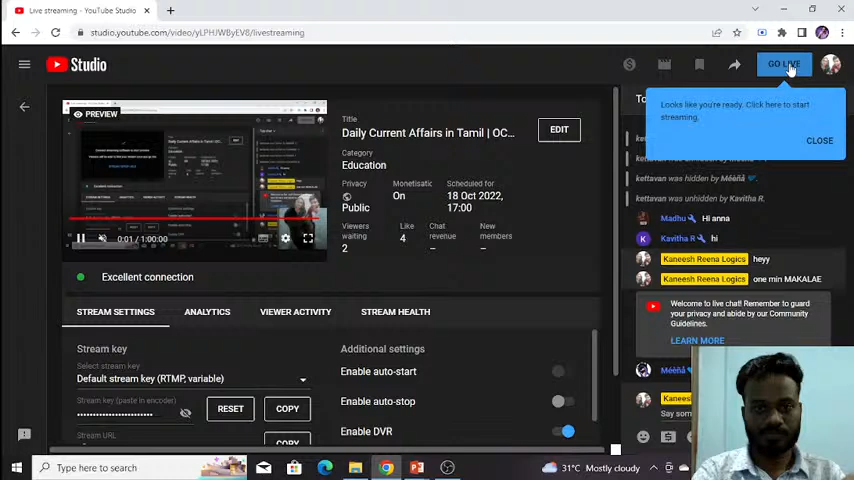 Live streaming - YouTube Studio
studio.youtube.com/video/yLPHJWByEV8/livestreaming
Studio
GO LIVE
Looks like you're ready. Click here to start
streaming.
CLOSE
PREVIEW
0:01 / 1:00:00
Title
Daily Current Affairs in Tamil | OC...
EDIT
Category
Education
Privacy
Public
Monetisatic
On
Scheduled for
18 Oct 2022,
17:00
Viewers
waiting
2
Like
4
Chat
revenue
–
New
members
–
Excellent connection
STREAM SETTINGS
ANALYTICS
VIEWER ACTIVITY
STREAM HEALTH
Stream key
Select stream key
Default stream key (RTMP, variable)
Stream key (paste in encoder)
RESET
COPY
Stream URL
COPY
Additional settings
Enable auto-start
Enable auto-stop
Enable DVR
kettavan was hidden by Méénå
kettavan was unhidden by Kavitha R.
Madhu Hi anna
K Kavitha R hi
Kaneesh Reena Logics heyy
Kaneesh Reena Logics one min MAKALAE
Welcome to live chat! Remember to guard
your privacy and abide by our Community
Guidelines.
LEARN MORE
Méénå
Kanees
Say som
Type here to search
31°C Mostly cloudy